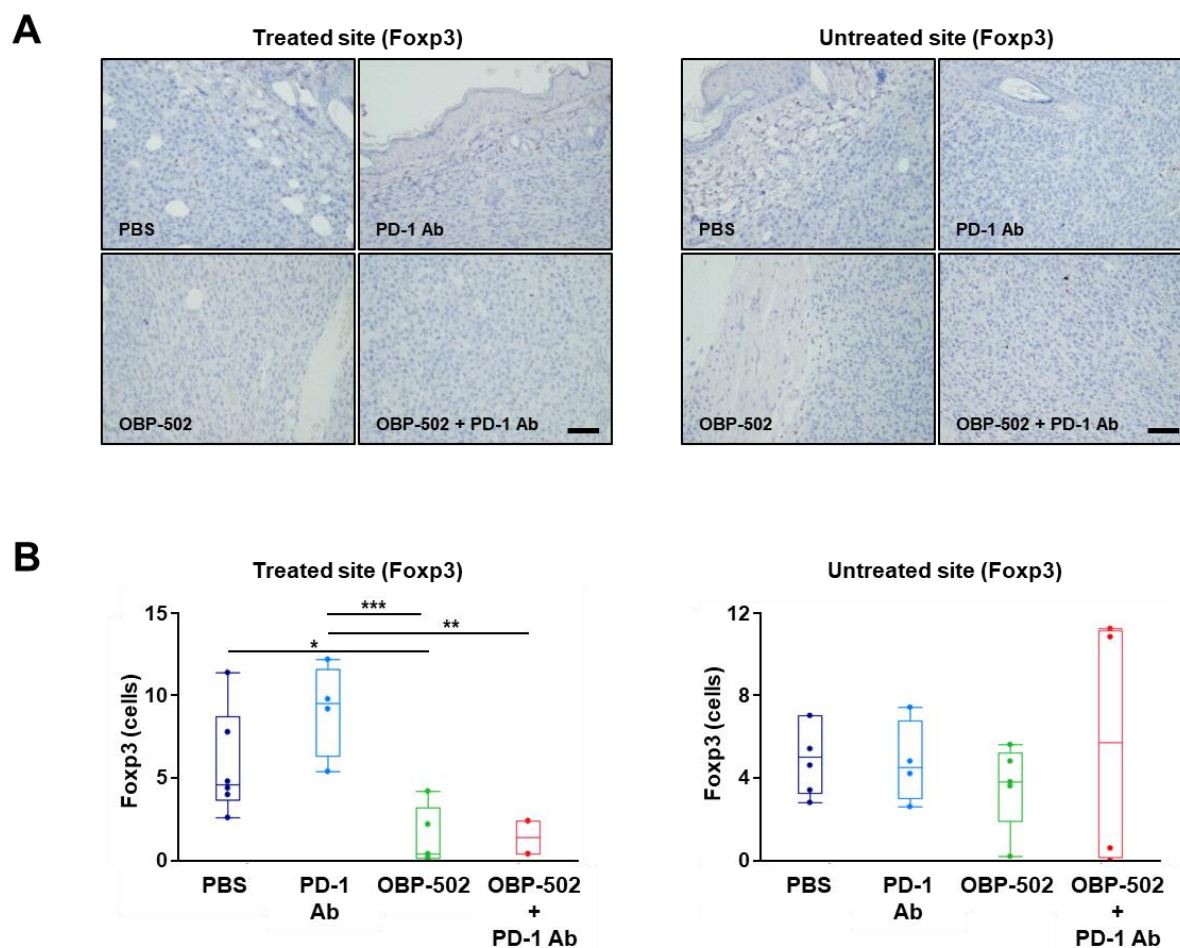 A
Treated site (Foxp3)
Untreated site (Foxp3)
PBS
PD-1 Ab
PBS
PD-1 Ab
OBP-502
OBP-502 + PD-1 Ab
OBP-502
OBP-502 + PD-1 Ab
B
Treated site (Foxp3)
Foxp3 (cells)
15
10
5
0
***
**
*
PBS
PD-1
Ab
OBP-502
OBP-502
+
PD-1 Ab
Untreated site (Foxp3)
Foxp3 (cells)
12
8
4
0
PBS
PD-1
Ab
OBP-502
OBP-502
+
PD-1 Ab